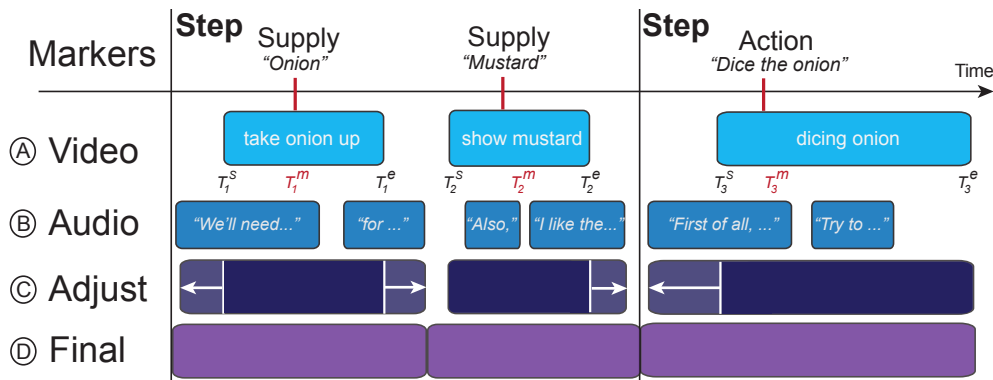 Step
Step
Markers
Supply
"Onion"
Supply
"Mustard"
Action
"Dice the onion"
Time
Ⓐ Video
take onion up
show mustard
dicing onion
T₁ˢ T₁ᵐ T₁ᵉ T₂ˢ T₂ᵐ T₂ᵉ T₃ˢ T₃ᵐ T₃ᵉ
Ⓑ Audio
"We'll need..." "for ..." "Also," "I like the..." "First of all, ..." "Try to ..."
Ⓒ Adjust
Ⓓ Final